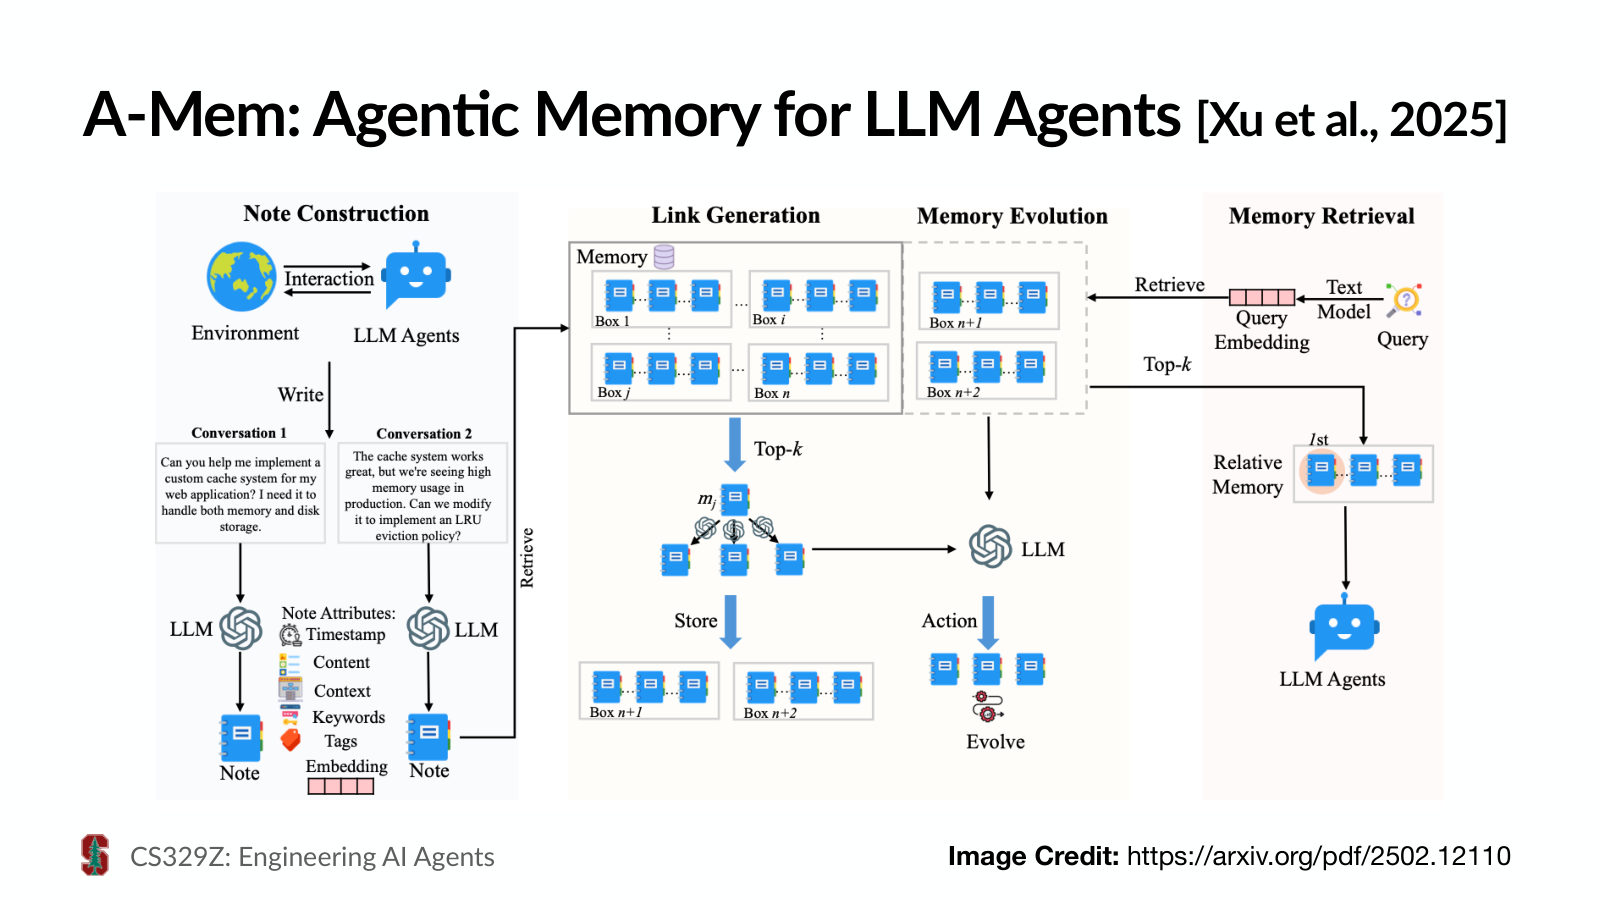 A-Mem: Agentic Memory for LLM Agents [Xu et al., 2025]
Note Construction
Interaction
Environment
LLM Agents
Write
Conversation 1
Can you help me implement a
custom cache system for my
web application? I need it to
handle both memory and disk
storage.
Conversation 2
The cache system works
great, but we're seeing high
memory usage in
production. Can we modify
it to implement an LRU
eviction policy?
LLM
LLM
Note Attributes:
Timestamp
Content
Context
Keywords
Tags
Embedding
Note
Note
Retrieve
Link Generation
Memory
Box 1
Box i
Box j
Box n
Top-k
mj
Store
Box n+1
Box n+2
Memory Evolution
Box n+1
Box n+2
LLM
Action
Evolve
Memory Retrieval
Retrieve
Text
Model
Query
Embedding
Query
Top-k
1st
Relative
Memory
LLM Agents
CS329Z: Engineering AI Agents
Image Credit: https://arxiv.org/pdf/2502.12110